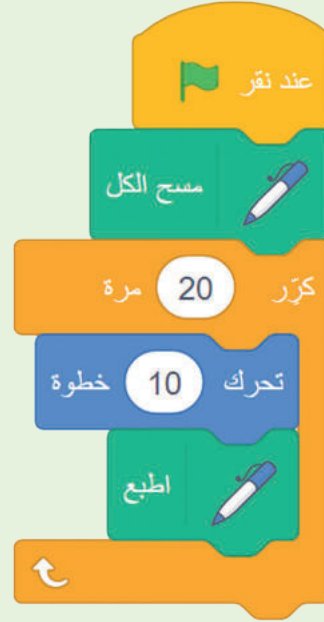 عند نقر
مسح الكل
كرّر 20 مرة
تحرك 10 خطوة
اطبع